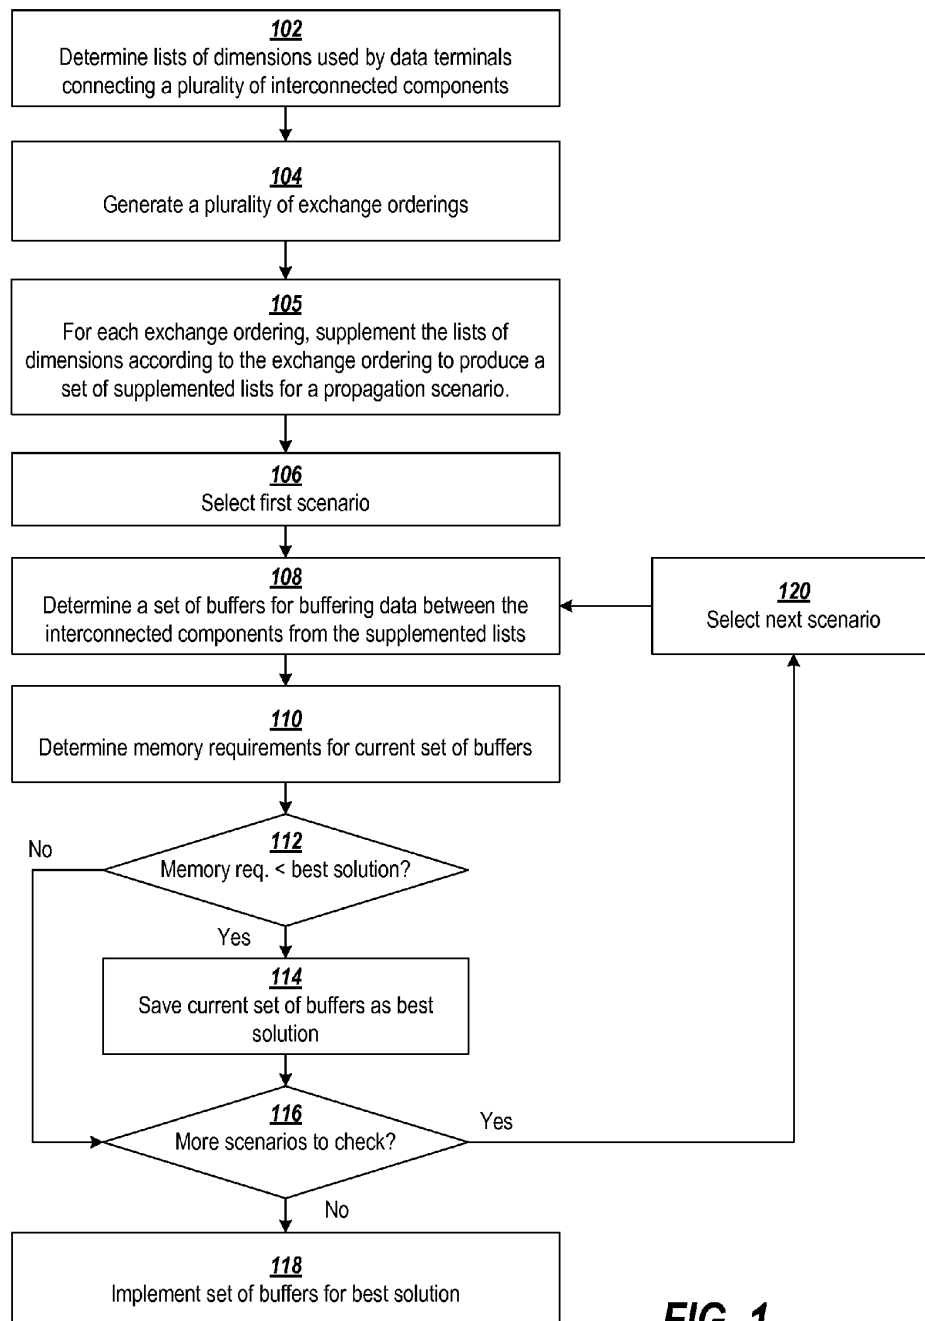 102
Determine lists of dimensions used by data terminals
connecting a plurality of interconnected components
104
Generate a plurality of exchange orderings
105
For each exchange ordering, supplement the lists of
dimensions according to the exchange ordering to produce a
set of supplemented lists for a propagation scenario.
106
Select first scenario
108
Determine a set of buffers for buffering data between the
interconnected components from the supplemented lists
120
Select next scenario
110
Determine memory requirements for current set of buffers
112
Memory req. < best solution?
No
Yes
114
Save current set of buffers as best
solution
116
More scenarios to check?
Yes
No
118
Implement set of buffers for best solution
FIG. 1